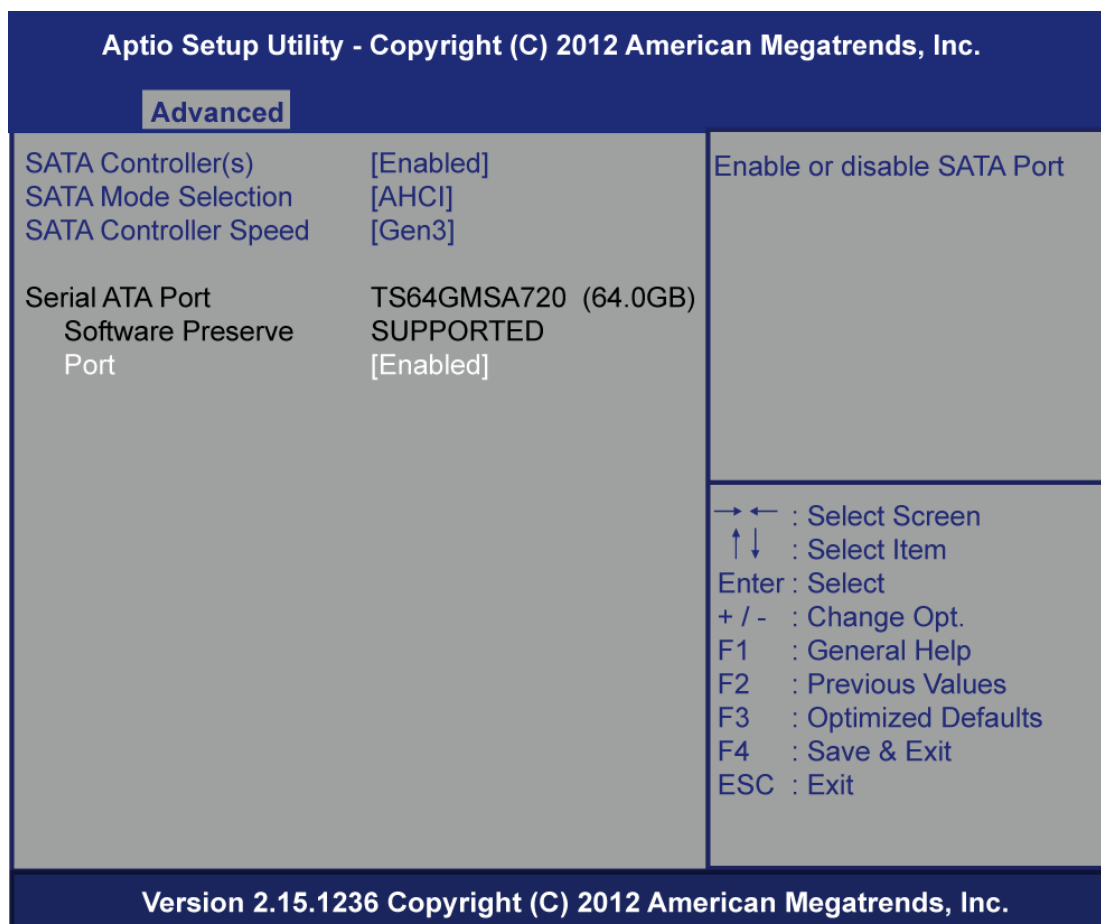 Aptio Setup Utility - Copyright (C) 2012 American Megatrends, Inc.
Advanced
SATA Controller(s) [Enabled]
SATA Mode Selection [AHCI]
SATA Controller Speed [Gen3]
Serial ATA Port TS64GMSA720 (64.0GB)
Software Preserve SUPPORTED
Port [Enabled]
Enable or disable SATA Port
→ ← : Select Screen
↑ ↓ : Select Item
Enter : Select
+ / - : Change Opt.
F1 : General Help
F2 : Previous Values
F3 : Optimized Defaults
F4 : Save & Exit
ESC : Exit
Version 2.15.1236 Copyright (C) 2012 American Megatrends, Inc.